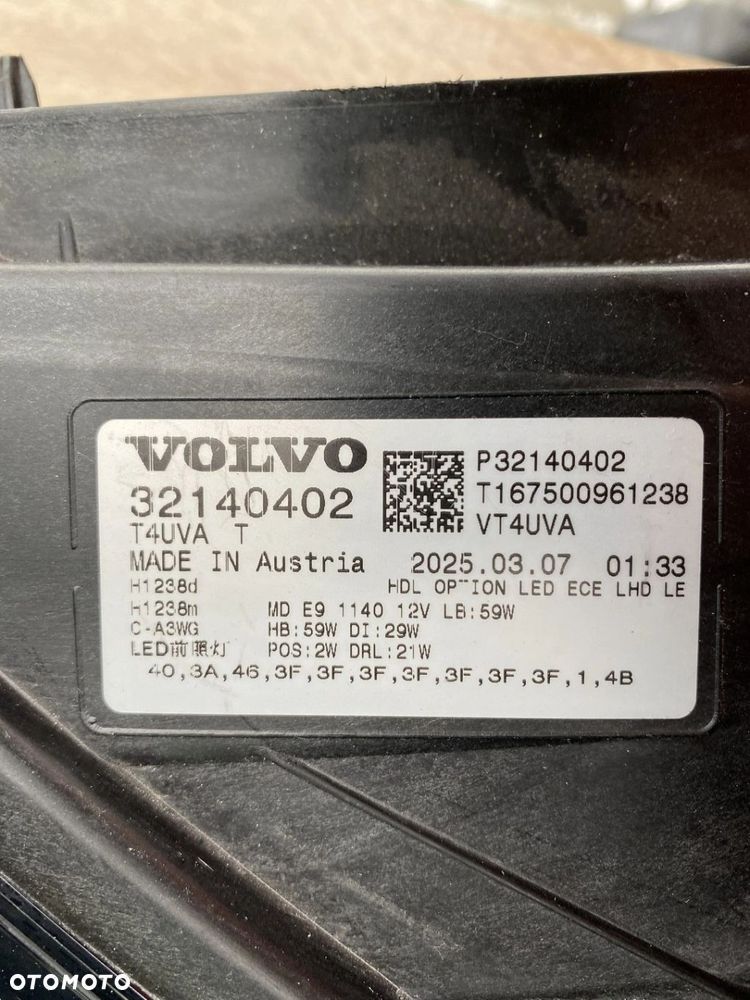 VOLVO
32140402
T4UVA T
P32140402
T167500961238
VT4UVA
MADE IN Austria 2025.03.07 01:33
H1238d HDL OPTION LED ECE LHD LE
H1238m MD E9 1140 12V LB:59W
C-A3WG HB:59W DI:29W
LED前照灯 POS:2W DRL:21W
40,3A,46,3F,3F,3F,3F,3F,3F,3F,1,4B
OTOMOTO